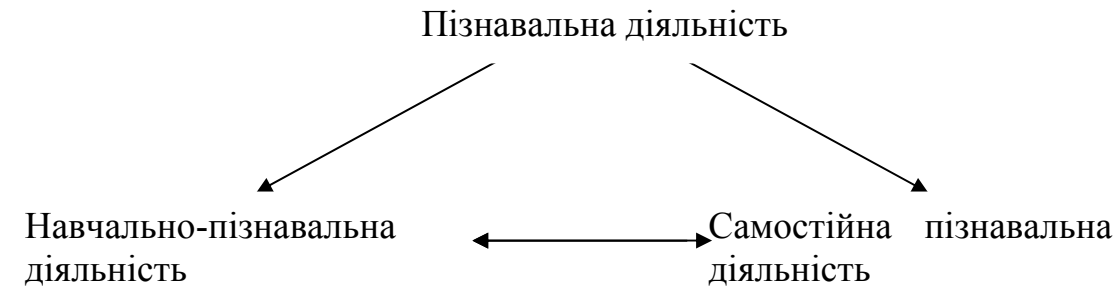 Пізнавальна діяльність
Навчально-пізнавальна
діяльність
Самостійна пізнавальна
діяльність